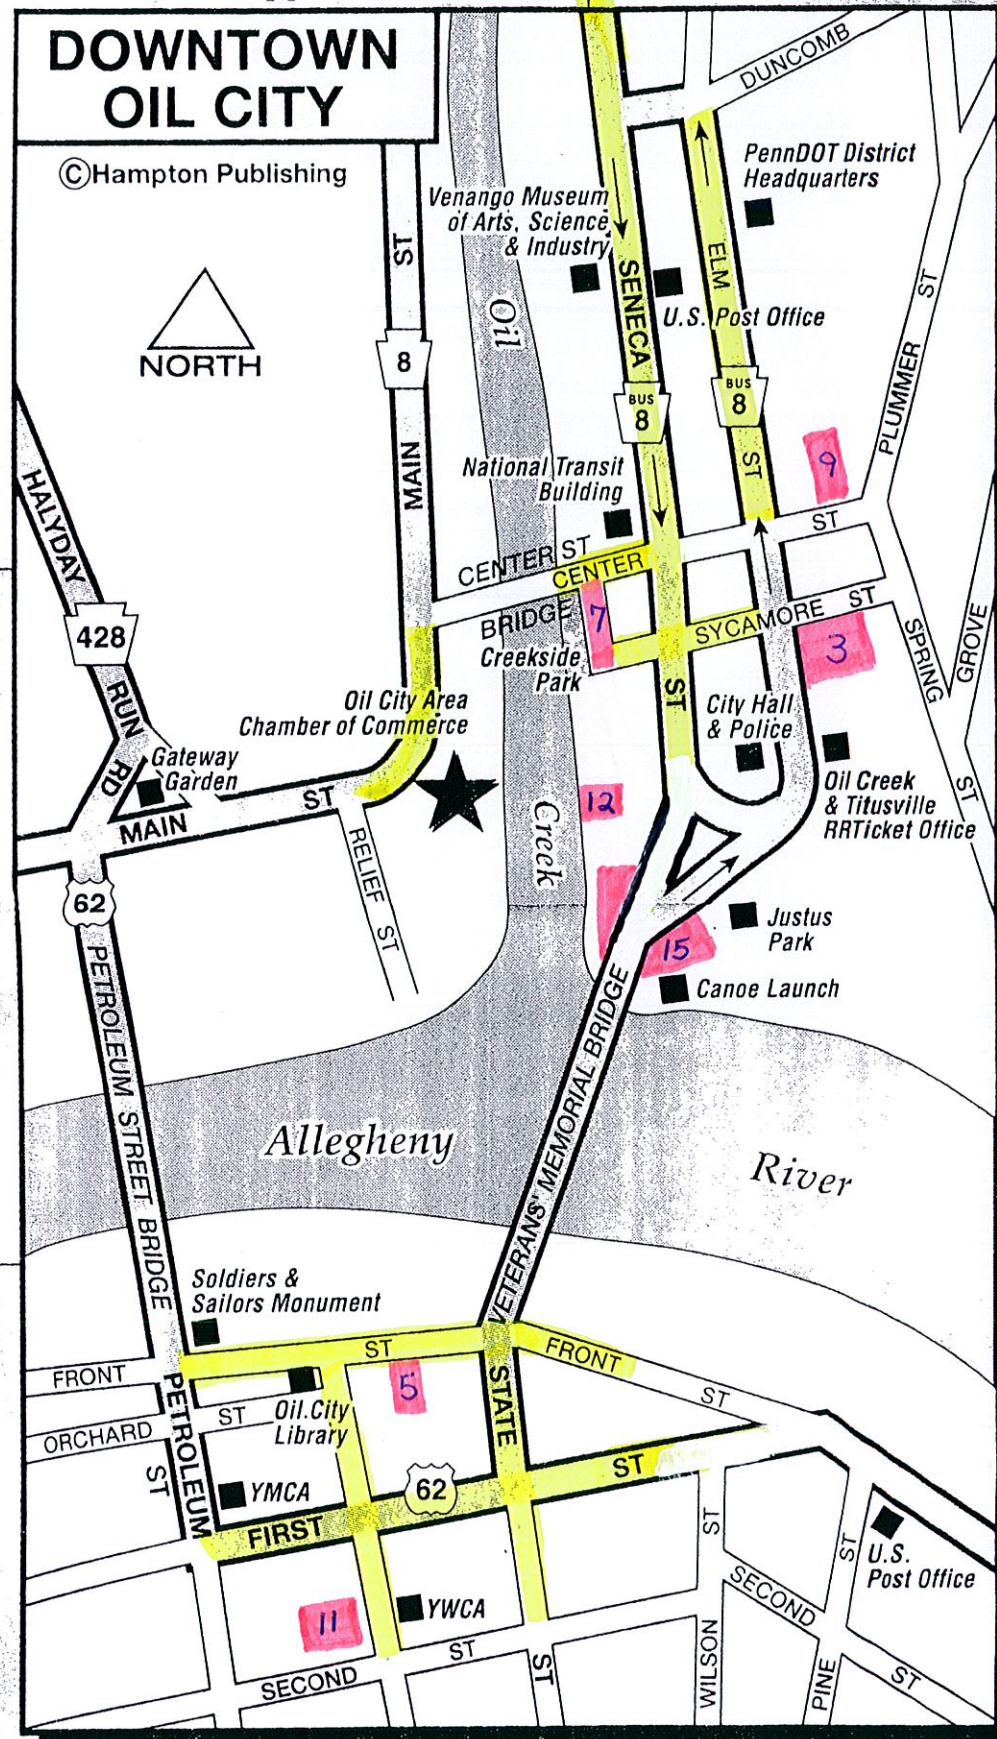 DOWNTOWN
OIL CITY
©Hampton Publishing
NORTH
DUNCOMB
PennDOT District
Headquarters
Venango Museum
of Arts, Science
& Industry
ST
Oil
SENECA
ELM
U.S. Post Office
ST
PLUMMER
8
BUS
8
BUS
8
MAIN
National Transit
Building
ST
9
ST
HALYDAY
CENTER ST
CENTER
BRIDGE
7
SYCAMORE ST
428
Creekside
Park
3
SPRING
GROVE
RUN
RD
Oil City Area
Chamber of Commerce
ST
City Hall
& Police
Gateway
Garden
ST
MAIN
12
Oil Creek
& Titusville
RRTicket Office
ST
Creek
RELIEF ST
62
Justus
Park
15
Canoe Launch
PETROLEUM STREET BRIDGE
VETERANS' MEMORIAL BRIDGE
Allegheny
River
Soldiers &
Sailors Monument
FRONT
ST
FRONT
ST
5
STATE
ORCHARD
ST
Oil City
Library
PETROLEUM
ST
YMCA
62
ST
FIRST
ST
ST
U.S.
Post Office
11
YWCA
SECOND
ST
SECOND
ST
ST
WILSON
PINE